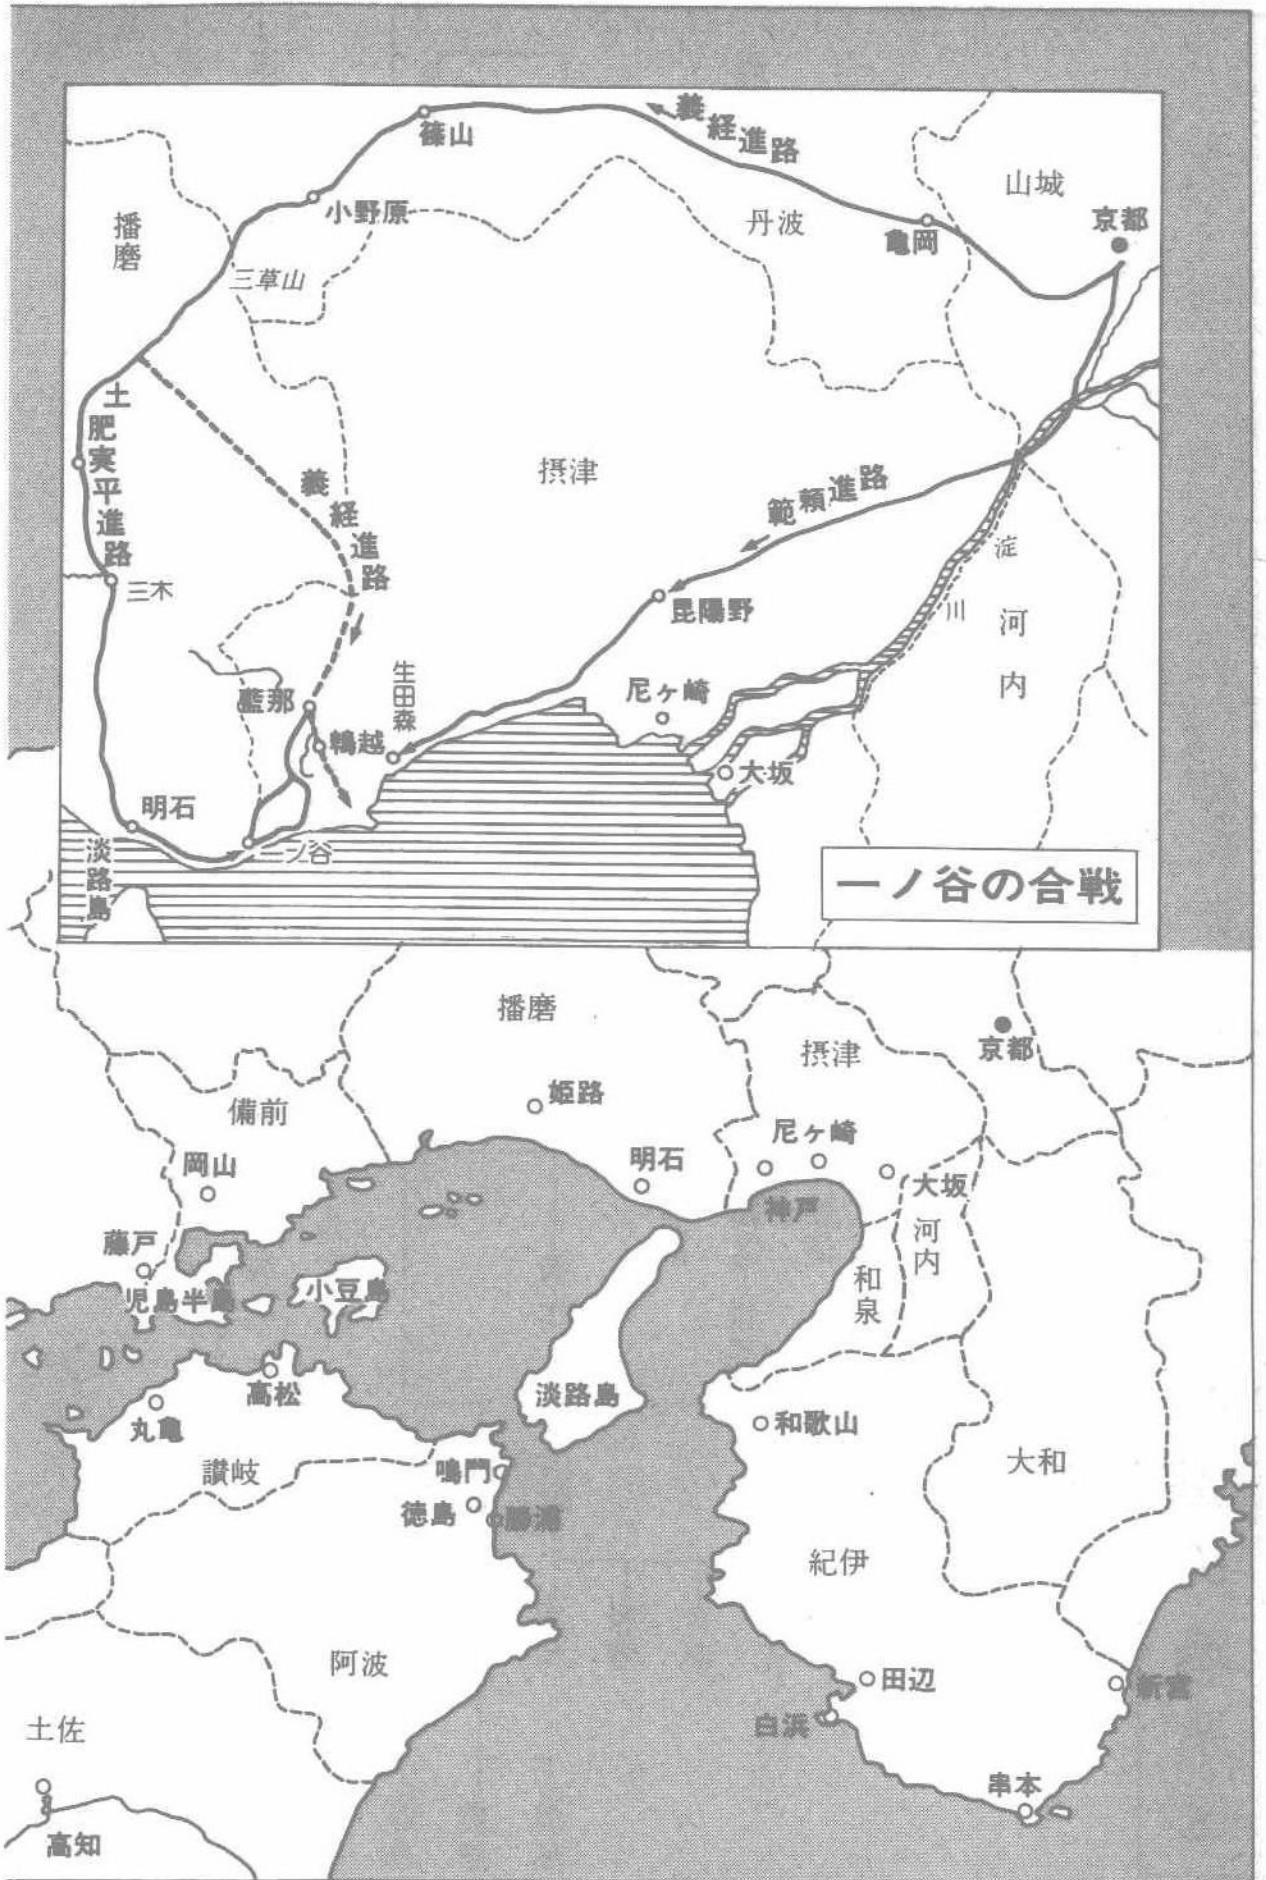 義経進路
篠山
山城
小野原
丹波
京都
播磨
亀岡
三草山
土肥実平進路
摂津
義経進路
範頼進路
淀川
三木
昆陽野
河内
生田森
尼ヶ崎
藍那
鵯越
大坂
明石
一ノ谷
淡路島
一ノ谷の合戦
播磨
摂津
京都
備前
姫路
尼ヶ崎
岡山
明石
大坂
神戸
藤戸
河内
児島半島
小豆島
和泉
高松
淡路島
丸亀
和歌山
讃岐
鳴門
大和
徳島
勝浦
紀伊
阿波
田辺
新宮
白浜
土佐
串本
高知